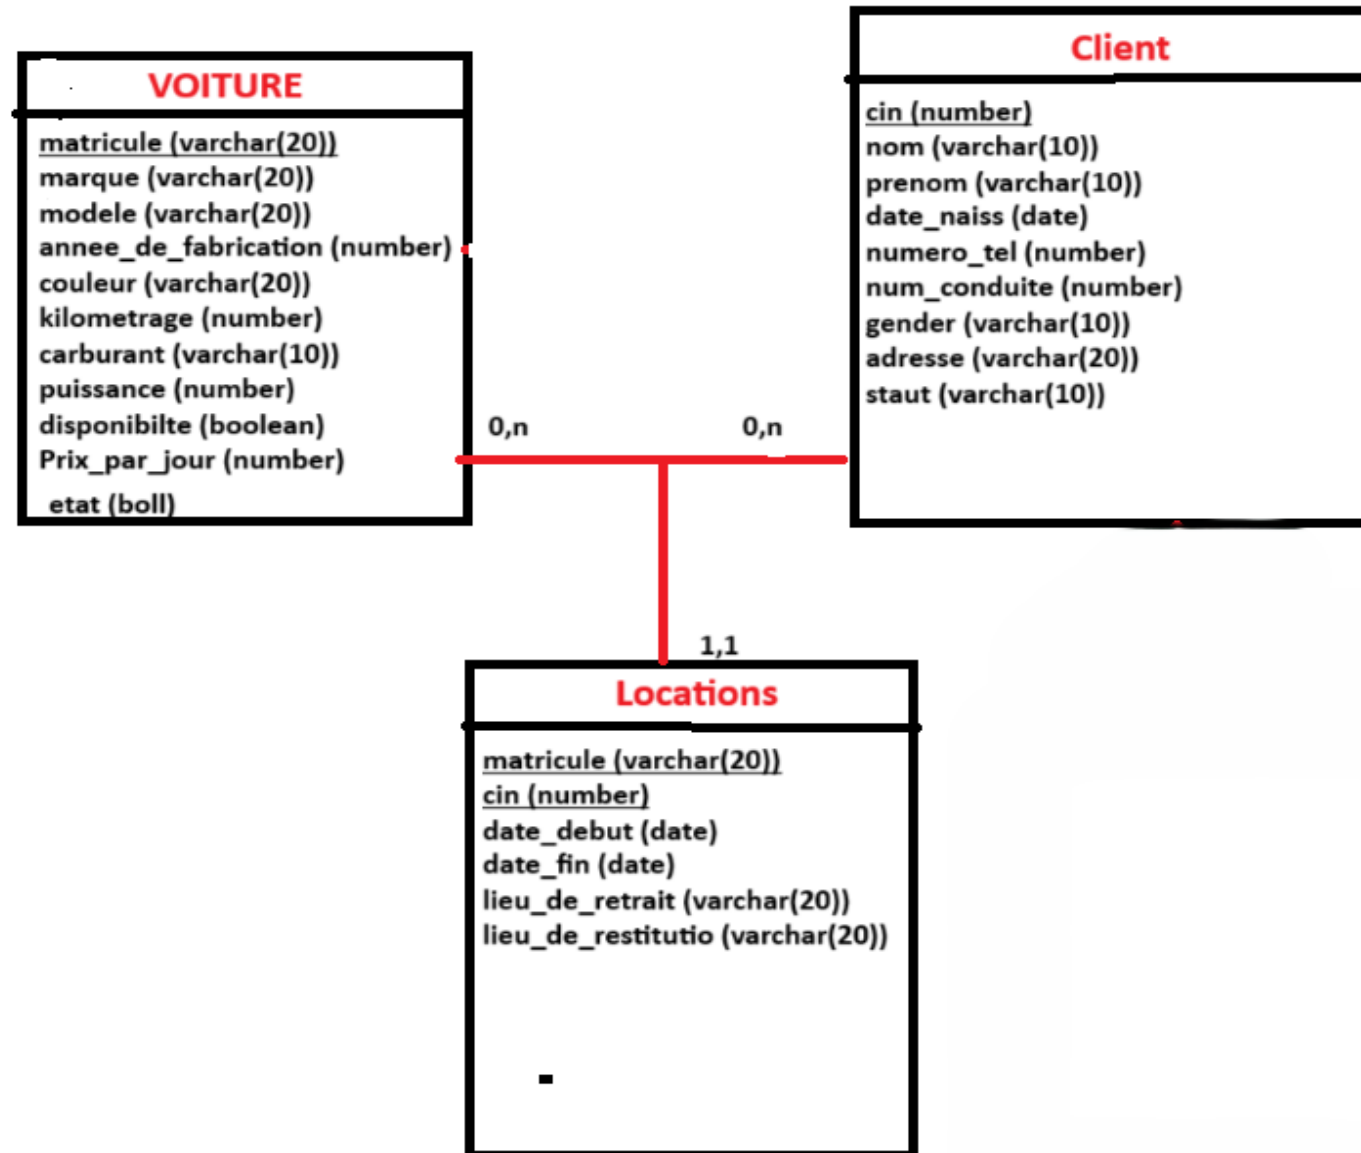 VOITURE
matricule (varchar(20))
marque (varchar(20))
modele (varchar(20))
annee_de_fabrication (number)
couleur (varchar(20))
kilometrage (number)
carburant (varchar(10))
puissance (number)
disponibilte (boolean)
Prix_par_jour (number)
etat (boll)
Client
cin (number)
nom (varchar(10))
prenom (varchar(10))
date_naiss (date)
numero_tel (number)
num_conduite (number)
gender (varchar(10))
adresse (varchar(20))
staut (varchar(10))
0,n
0,n
1,1
Locations
matricule (varchar(20))
cin (number)
date_debut (date)
date_fin (date)
lieu_de_retrait (varchar(20))
lieu_de_restitutio (varchar(20))